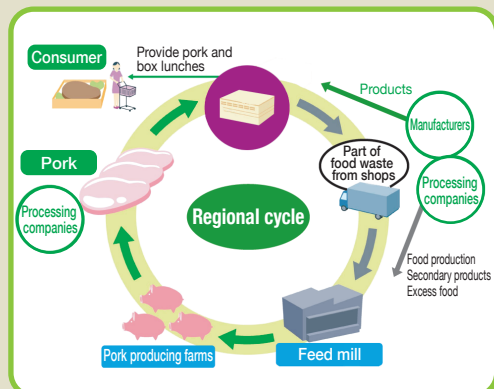 Consumer
Provide pork and
box lunches
Products
Manufacturers
Processing
companies
Part of
food waste
from shops
Pork
Processing
companies
Regional cycle
Food production
Secondary products
Excess food
Pork producing farms
Feed mill